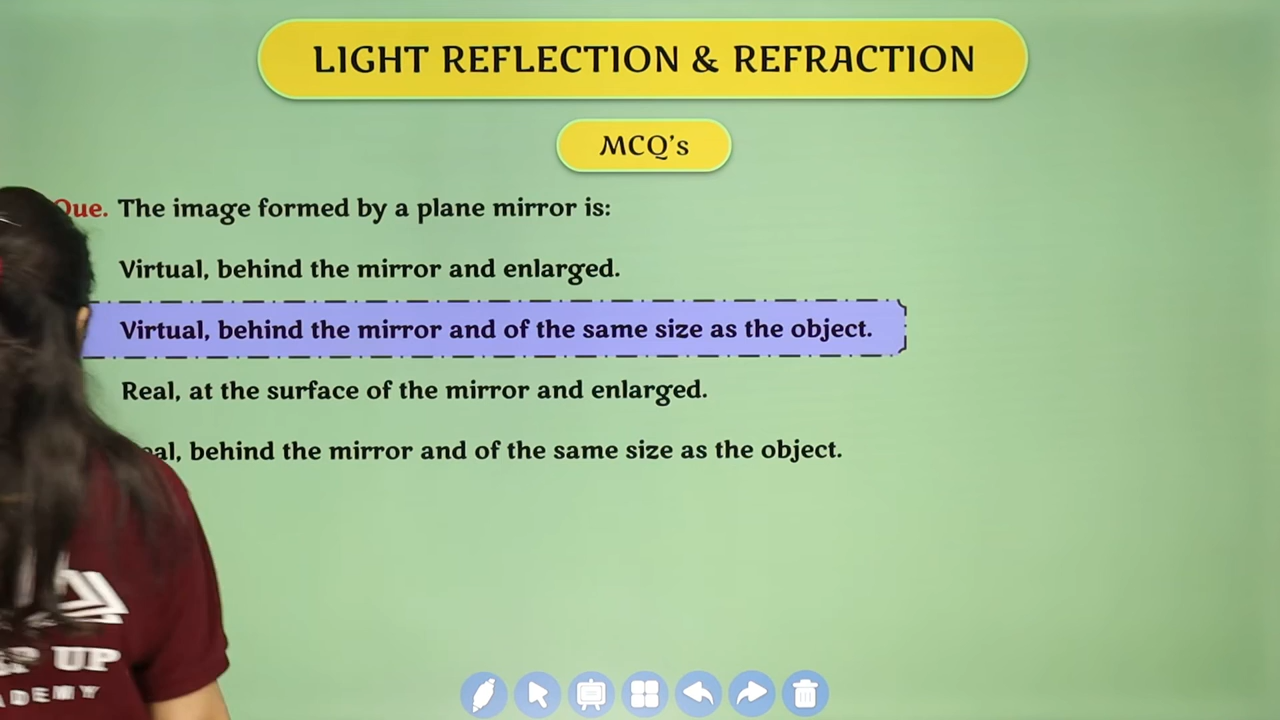 LIGHT REFLECTION & REFRACTION
MCQ's
Que. The image formed by a plane mirror is:
Virtual, behind the mirror and enlarged.
Virtual, behind the mirror and of the same size as the object.
Real, at the surface of the mirror and enlarged.
behind the mirror and of the same size as the object.
UP